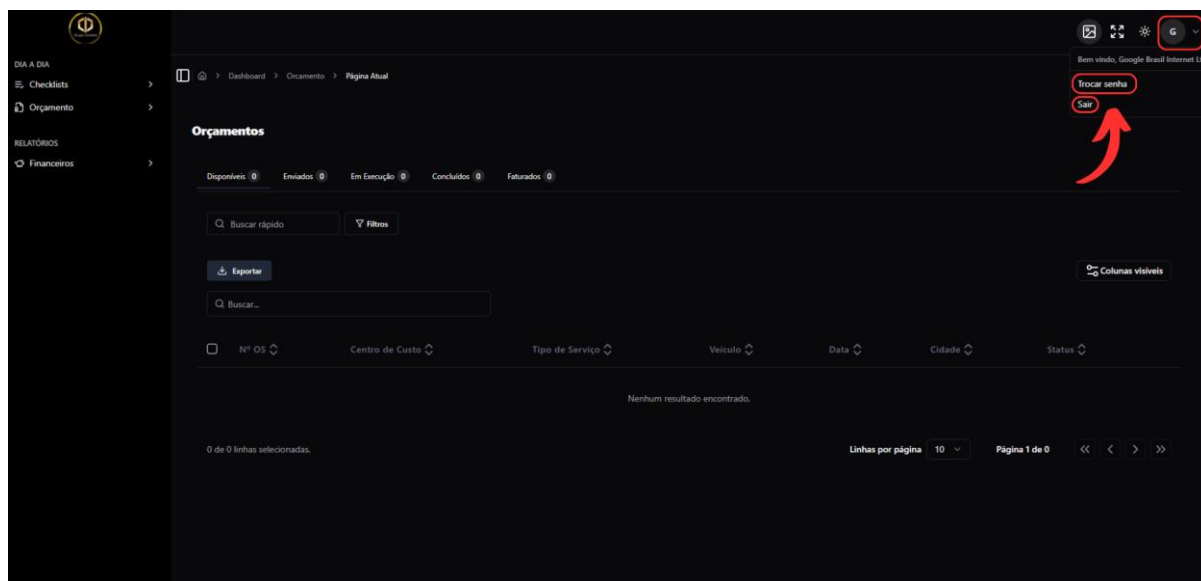 G
Bem vindo, Google Brasil Internet Lt
Trocar senha
Sair
DIA A DIA
Checklists
Orçamento
RELATÓRIOS
Financeiros
Dashboard > Orcamento > Página Atual
Orçamentos
Disponíveis 0 Enviados 0 Em Execução 0 Concluídos 0 Faturados 0
Buscar rápido Filtros
Exportar Colunas visíveis
Buscar...
Nº OS Centro de Custo Tipo de Serviço Veículo Data Cidade Status
Nenhum resultado encontrado.
0 de 0 linhas selecionadas. Linhas por página 10 Página 1 de 0